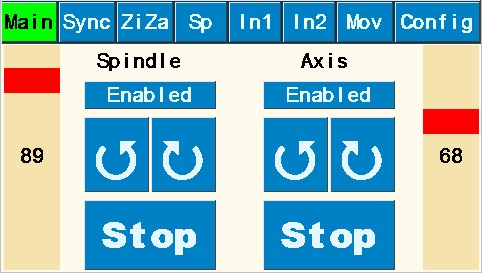 Main Sync ZiZa Sp In1 In2 Mov Config
Spindle Axis
Enabled Enabled
89 68
Stop Stop